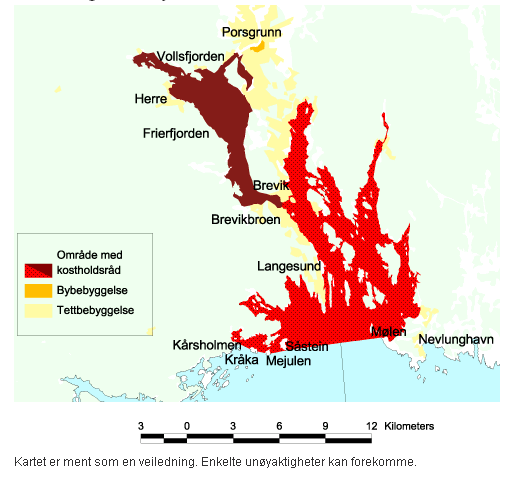 Porsgrunn
Vollsfjorden
Herre
Frierfjorden
Brevik
Brevikbroen
Område med
kostholdsråd
Bybebyggelse
Tettbebyggelse
Langesund
Mølen
Nevlunghavn
Kårsholmen
Såstein
Kråka
Mejulen
3 0 3 6 9 12 Kilometers
Kartet er ment som en veiledning. Enkelte unøyaktigheter kan forekomme.